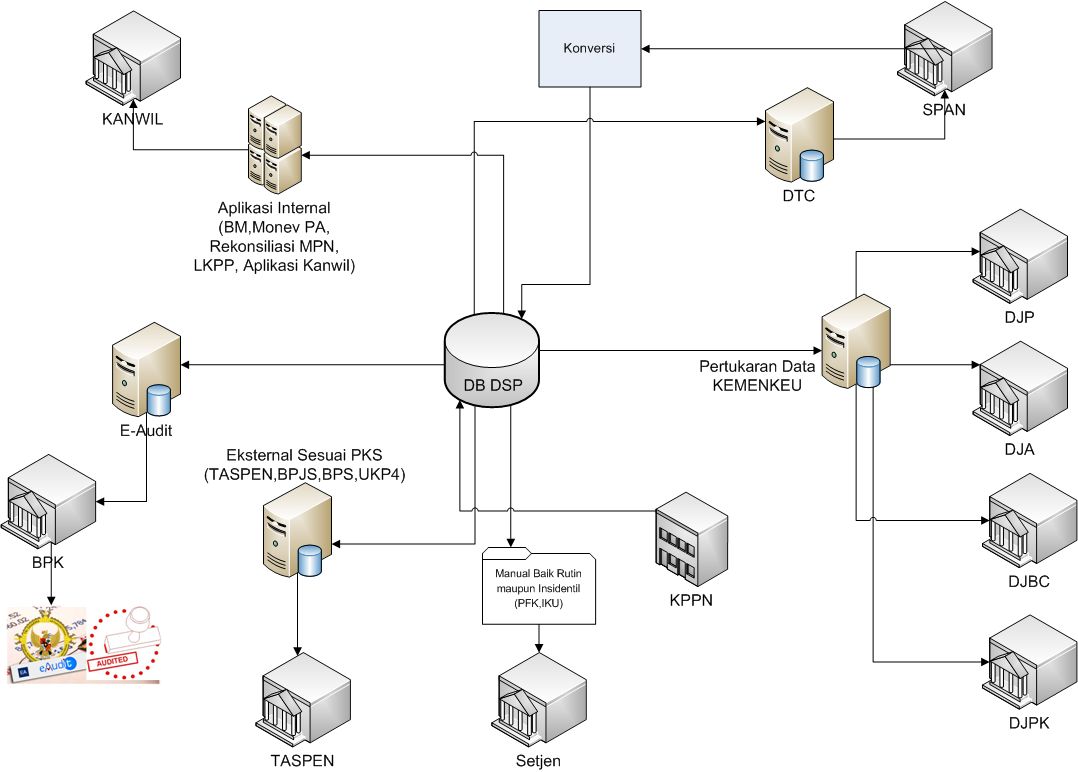 Konversi
KANWIL
SPAN
DTC
Aplikasi Internal
(BM,Monev PA,
Rekonsiliasi MPN,
LKPP, Aplikasi Kanwil)
DJP
DB DSP
Pertukaran Data
KEMENKEU
E-Audit
DJA
Eksternal Sesuai PKS
(TASPEN,BPJS,BPS,UKP4)
BPK
Manual Baik Rutin
maupun Insidentil
(PFK,IKU)
KPPN
DJBC
eAudit
AUDITED
DJPK
TASPEN
Setjen